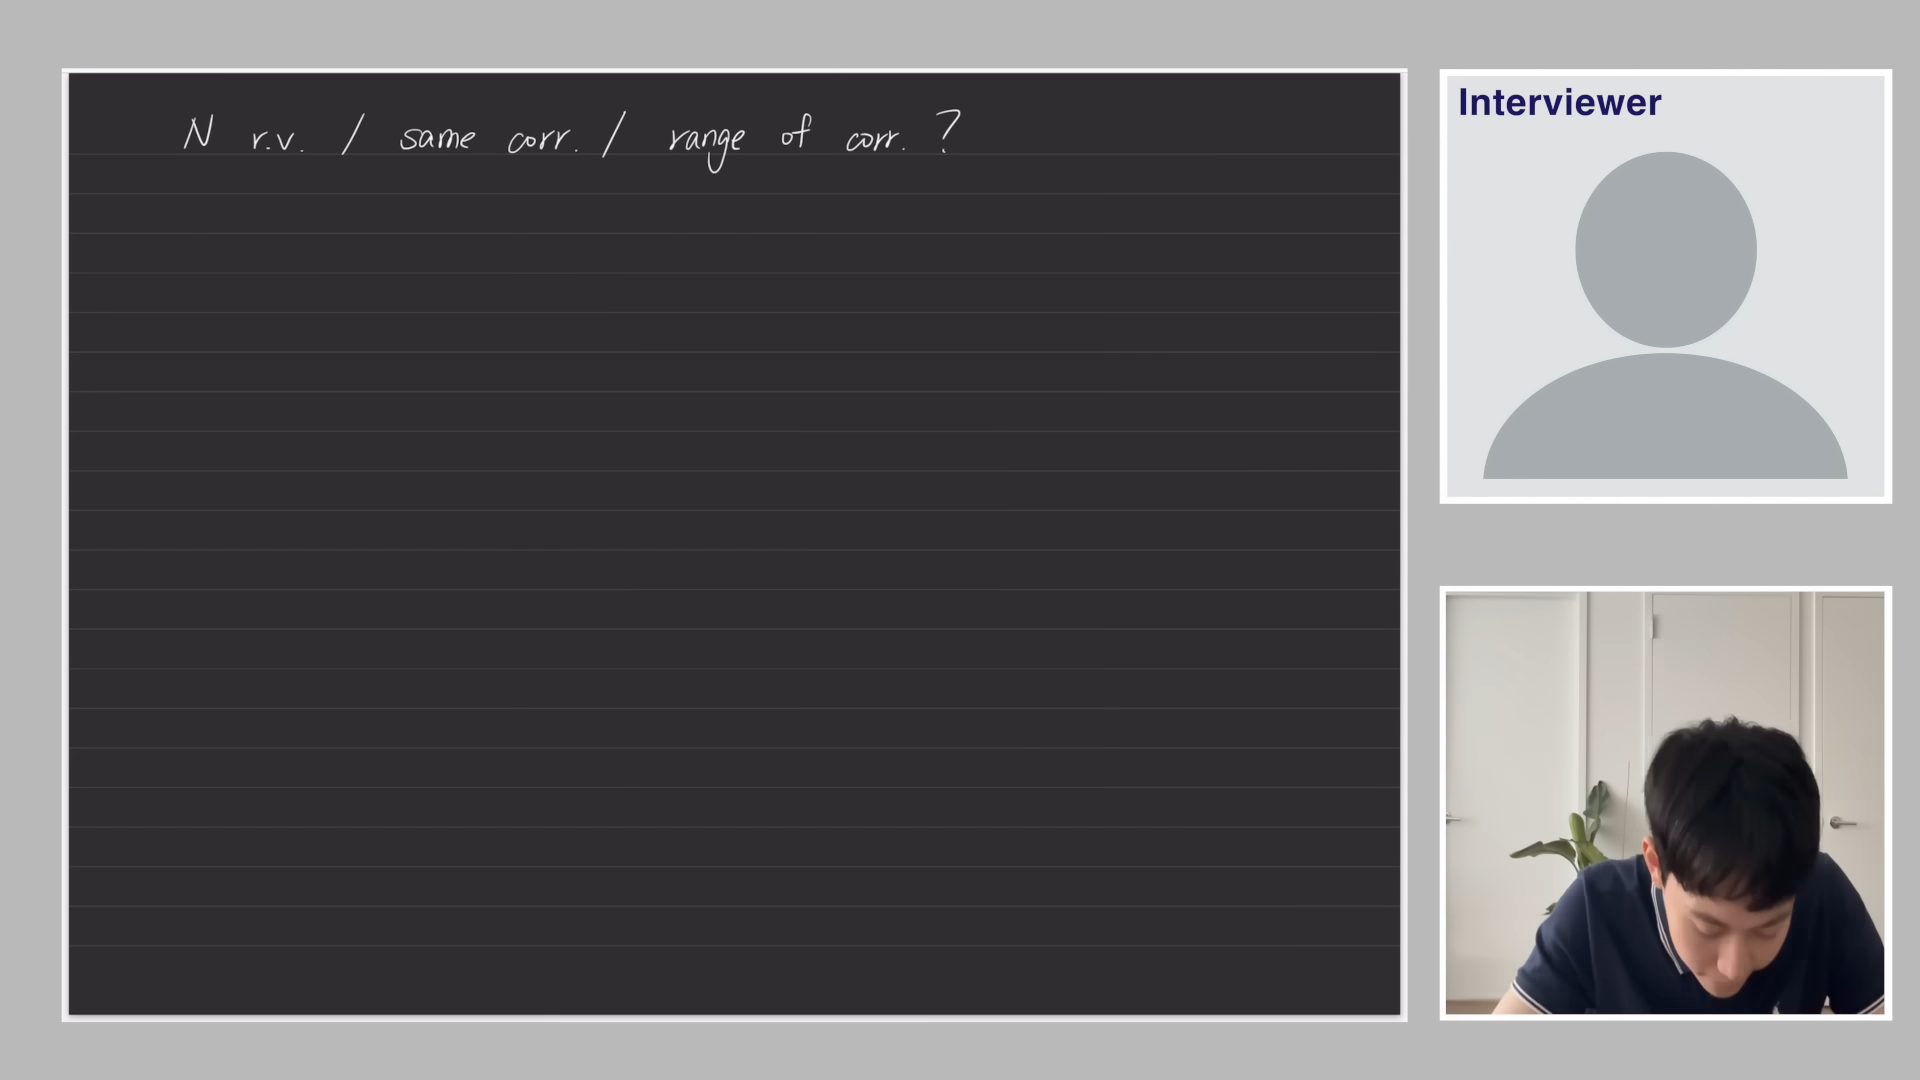 N r.v. / same corr. / range of corr. ?
Interviewer